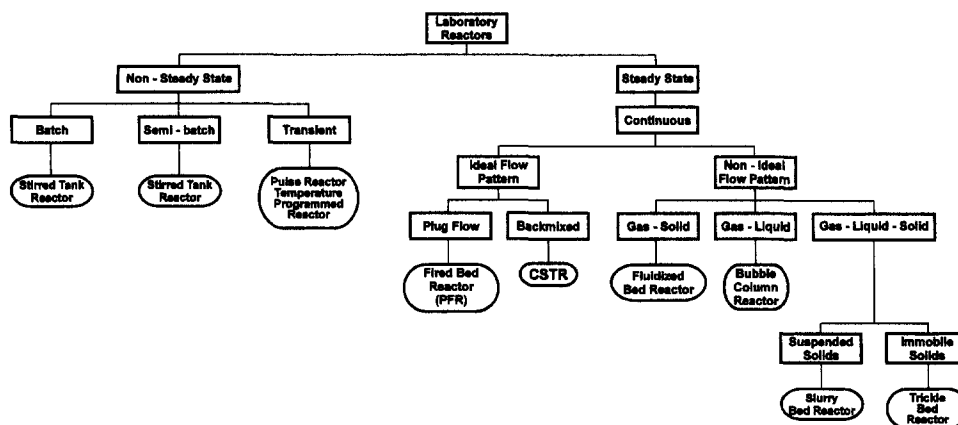 Laboratory
Reactors
Non - Steady State
Steady State
Continuous
Batch
Semi - batch
Transient
Stirred Tank
Reactor
Stirred Tank
Reactor
Pulse Reactor
Temperature
Programmed
Reactor
Ideal Flow
Pattern
Non - Ideal
Flow Pattern
Plug Flow
Backmixed
Gas - Solid
Gas - Liquid
Gas - Liquid - Solid
Fired Bed
Reactor
(PFR)
CSTR
Fluidized
Bed Reactor
Bubble
Column
Reactor
Suspended
Solids
Immobile
Solids
Slurry
Bed Reactor
Trickle
Bed
Reactor